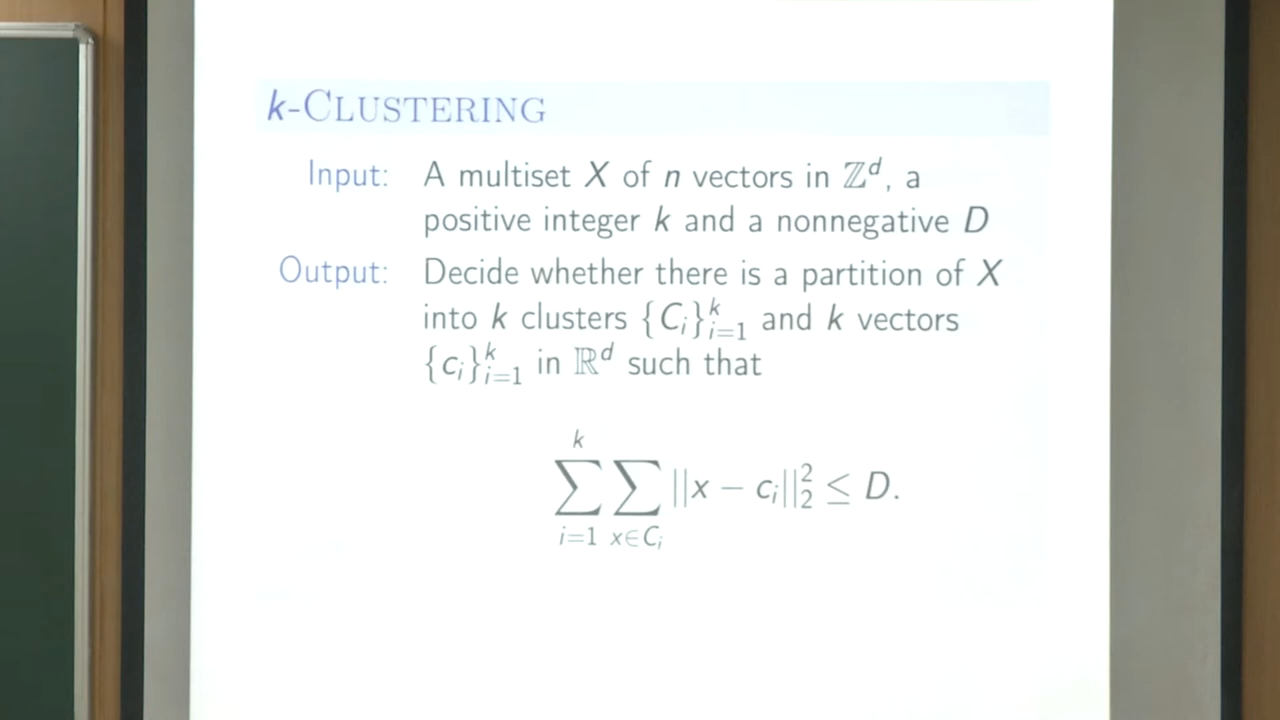 k-CLUSTERING
Input: A multiset X of n vectors in ℤ^d, a
positive integer k and a nonnegative D
Output: Decide whether there is a partition of X
into k clusters {C_i}_{i=1}^k and k vectors
{c_i}_{i=1}^k in ℝ^d such that
∑_{i=1}^k ∑_{x∈C_i} ||x − c_i||_2^2 ≤ D.